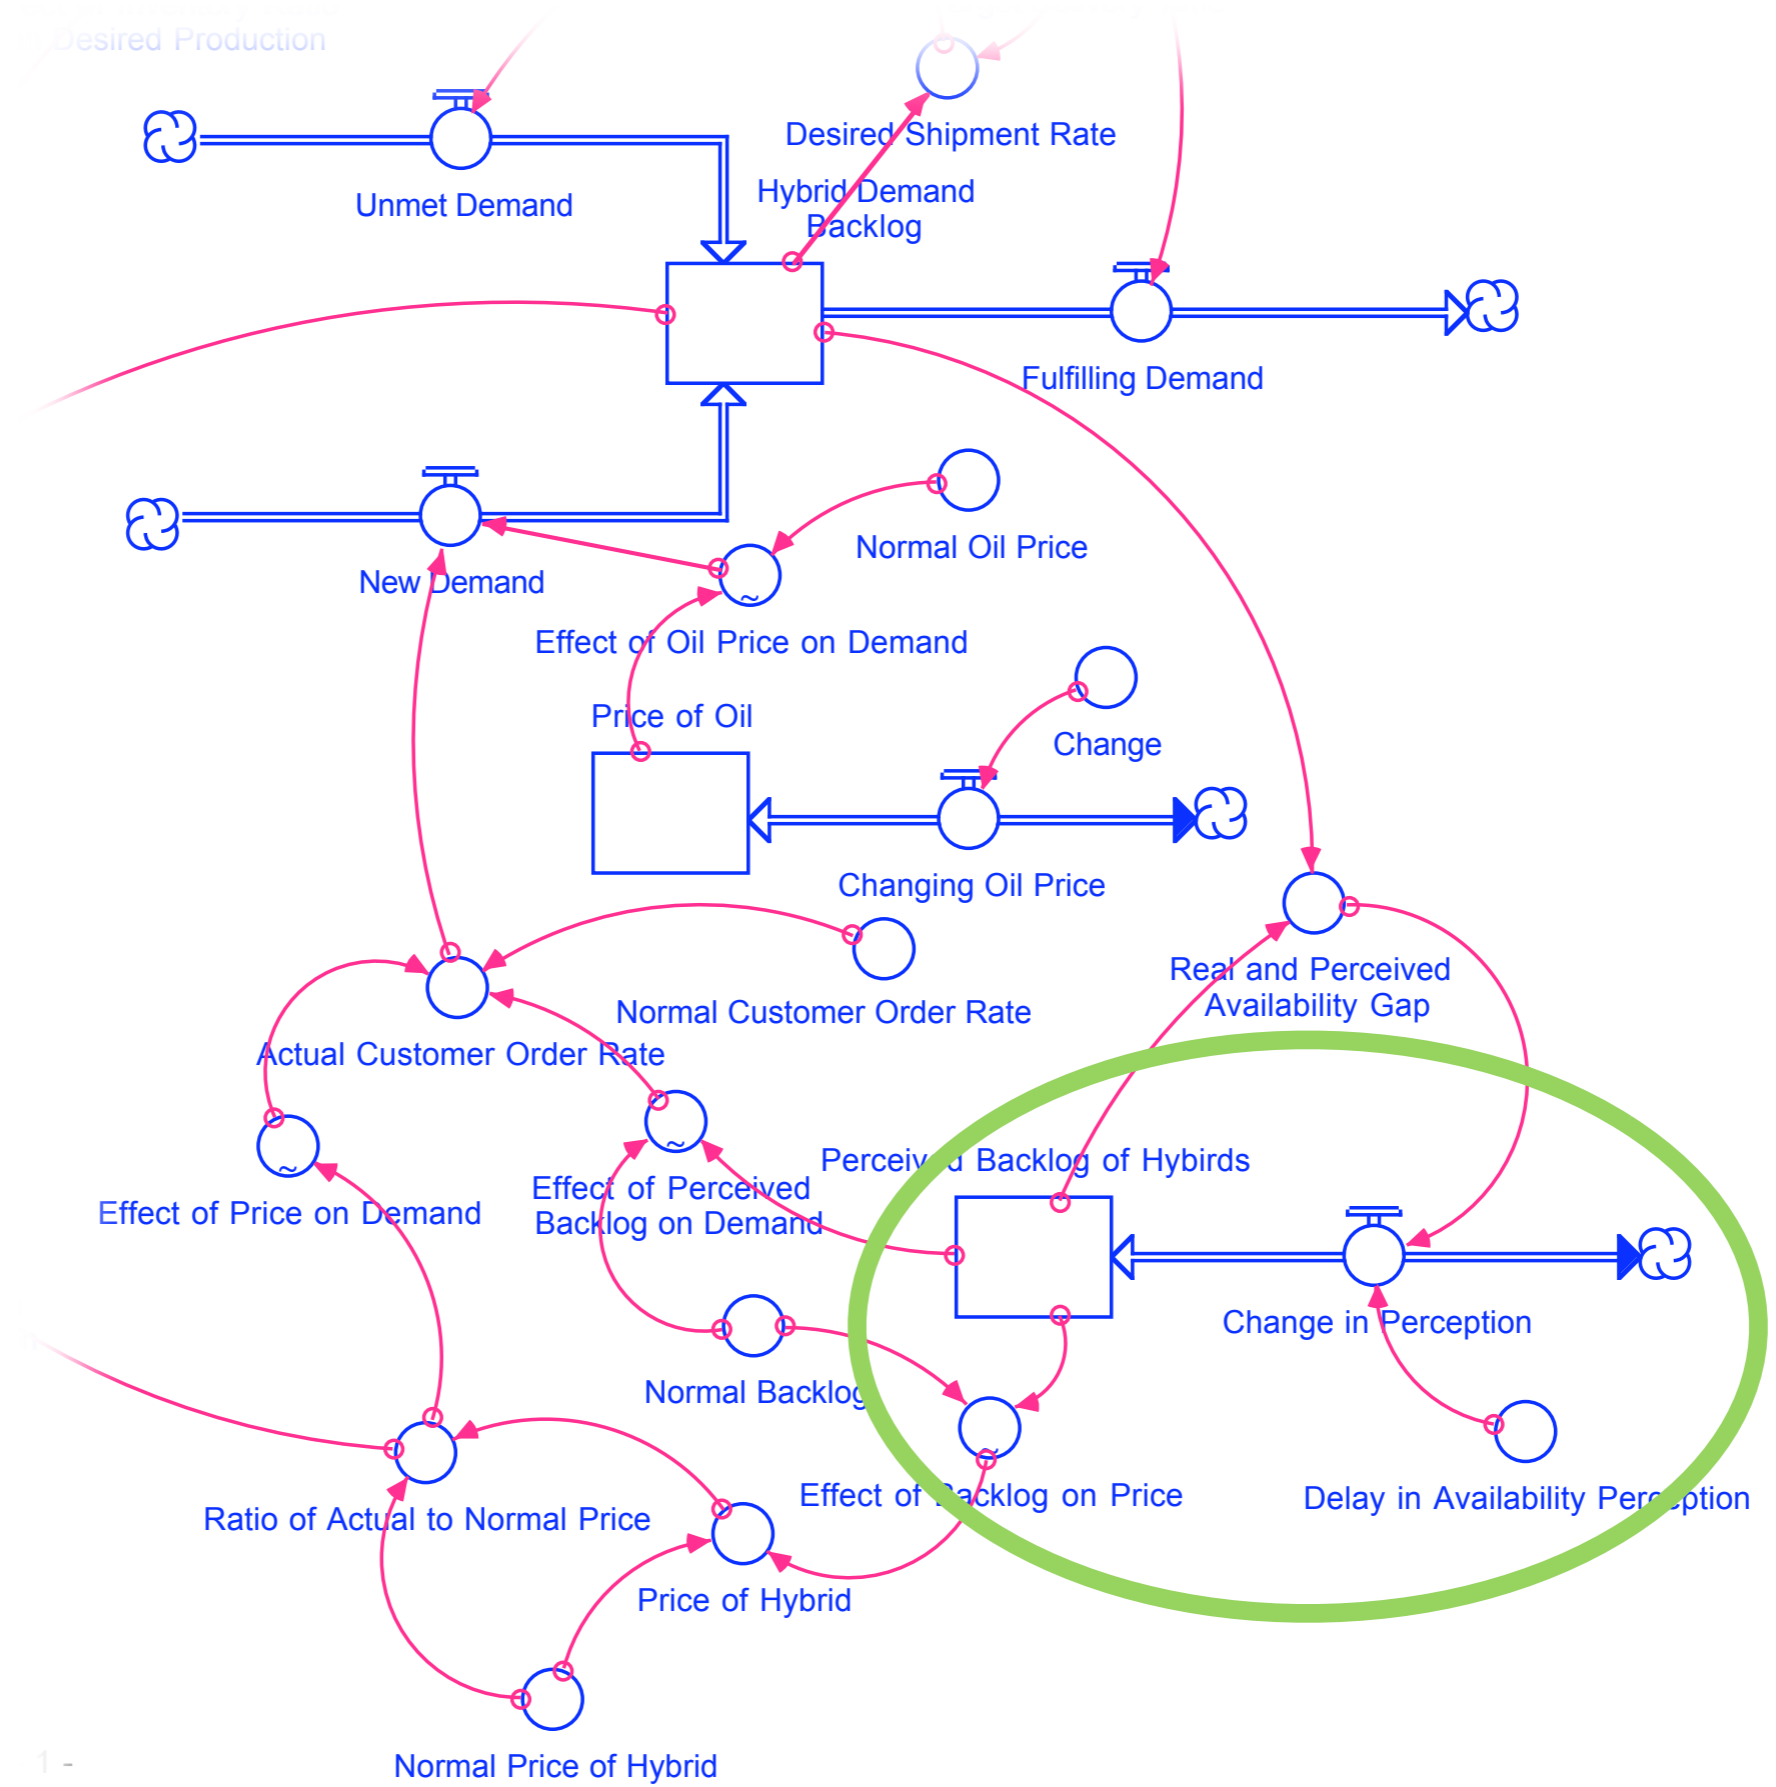 Desired Production
Desired Shipment Rate
Unmet Demand
Hybrid Demand
Backlog
Fulfilling Demand
Normal Oil Price
New Demand
Effect of Oil Price on Demand
Price of Oil
Change
Changing Oil Price
Real and Perceived
Availability Gap
Normal Customer Order Rate
Actual Customer Order Rate
Perceived Backlog of Hybirds
Effect of Perceived
Backlog on Demand
Effect of Price on Demand
Change in Perception
Normal Backlog
Effect of Backlog on Price
Delay in Availability Perception
Ratio of Actual to Normal Price
Price of Hybrid
Normal Price of Hybrid
1 -